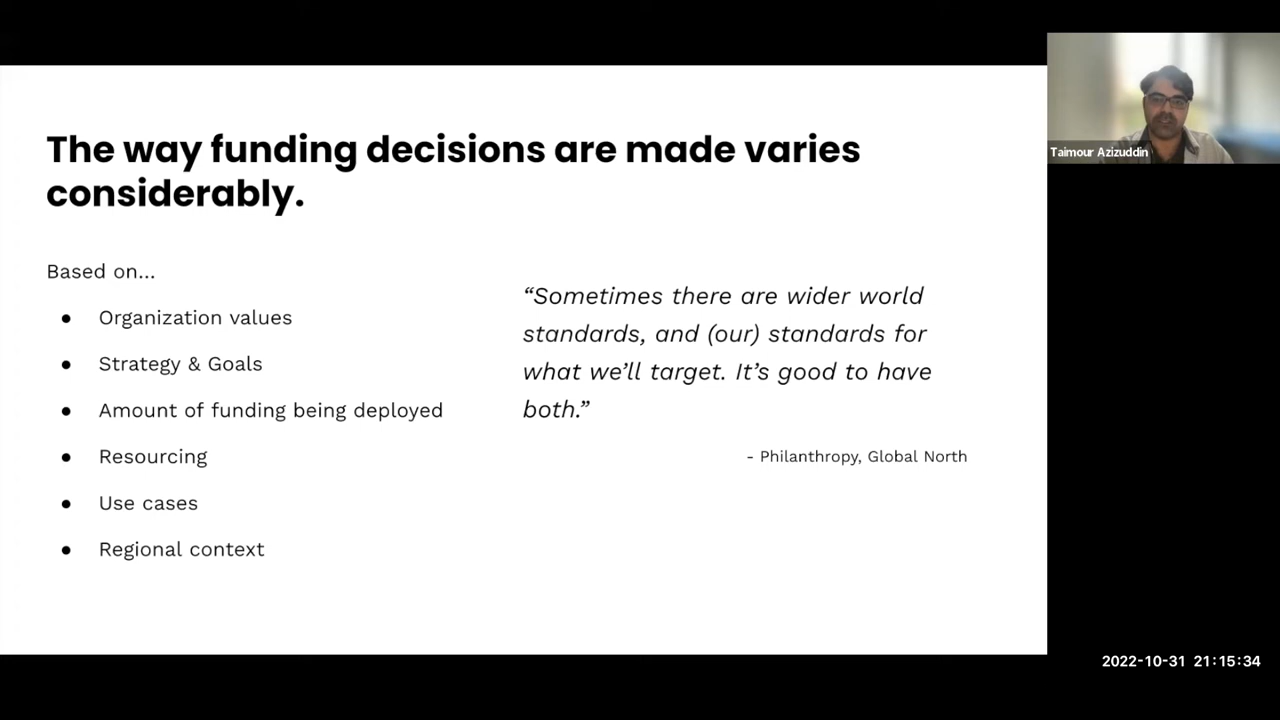 The way funding decisions are made varies
considerably.
Based on...
● Organization values
● Strategy & Goals
● Amount of funding being deployed
● Resourcing
● Use cases
● Regional context
“Sometimes there are wider world
standards, and (our) standards for
what we’ll target. It’s good to have
both.”
- Philanthropy, Global North
Taimour Azizuddin
2022-10-31 21:15:34